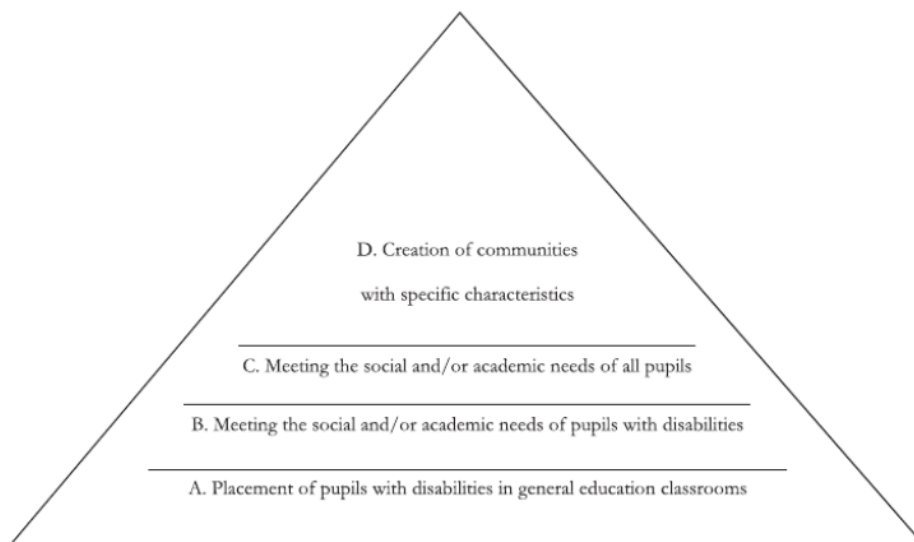 D. Creation of communities
with specific characteristics
C. Meeting the social and/or academic needs of all pupils
B. Meeting the social and/or academic needs of pupils with disabilities
A. Placement of pupils with disabilities in general education classrooms